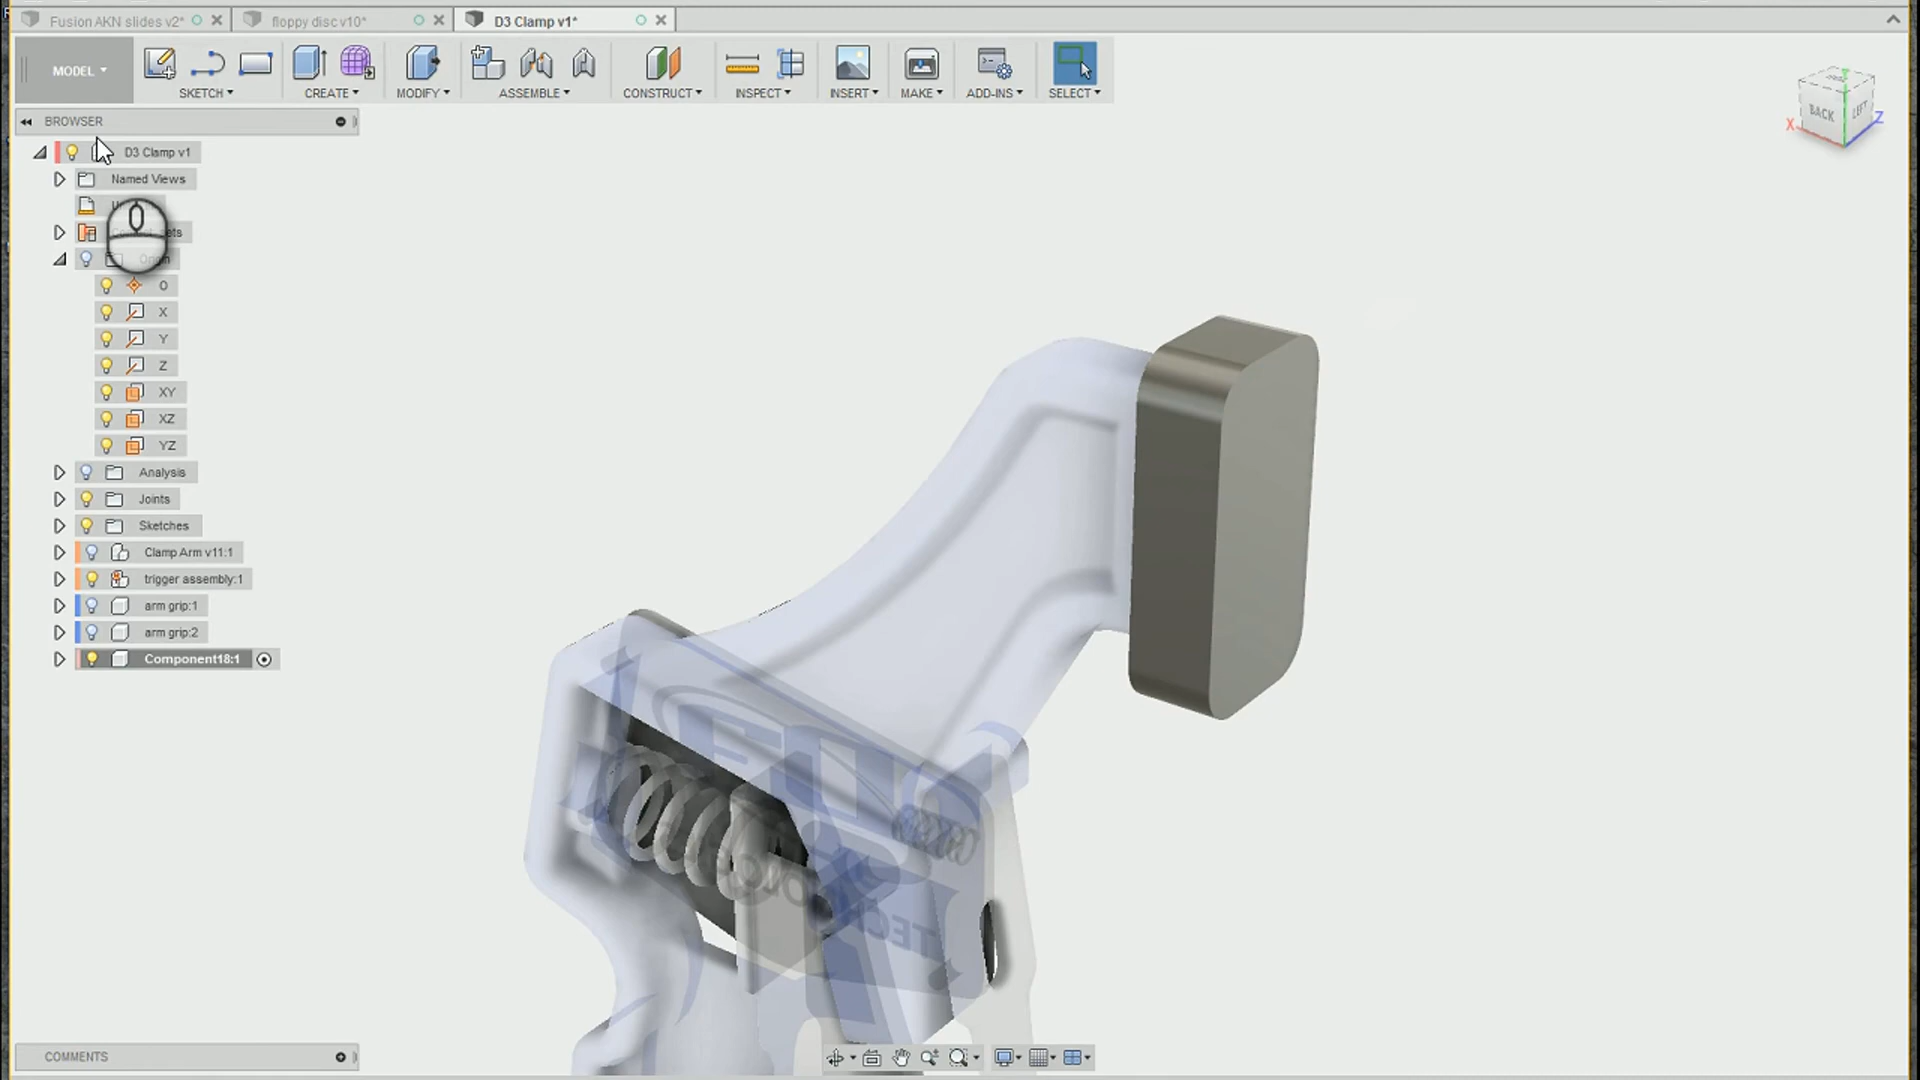 Fusion AKN slides v2*
floppy disc v10*
D3 Clamp v1*
MODEL
SKETCH
CREATE
MODIFY
ASSEMBLE
CONSTRUCT
INSPECT
INSERT
MAKE
ADD-INS
SELECT
BACK
LEFT
X
Z
BROWSER
D3 Clamp v1
Named Views
O
X
Y
Z
XY
XZ
YZ
Analysis
Joints
Sketches
Clamp Arm v11:1
trigger assembly:1
arm grip:1
arm grip:2
Component18:1
COMMENTS